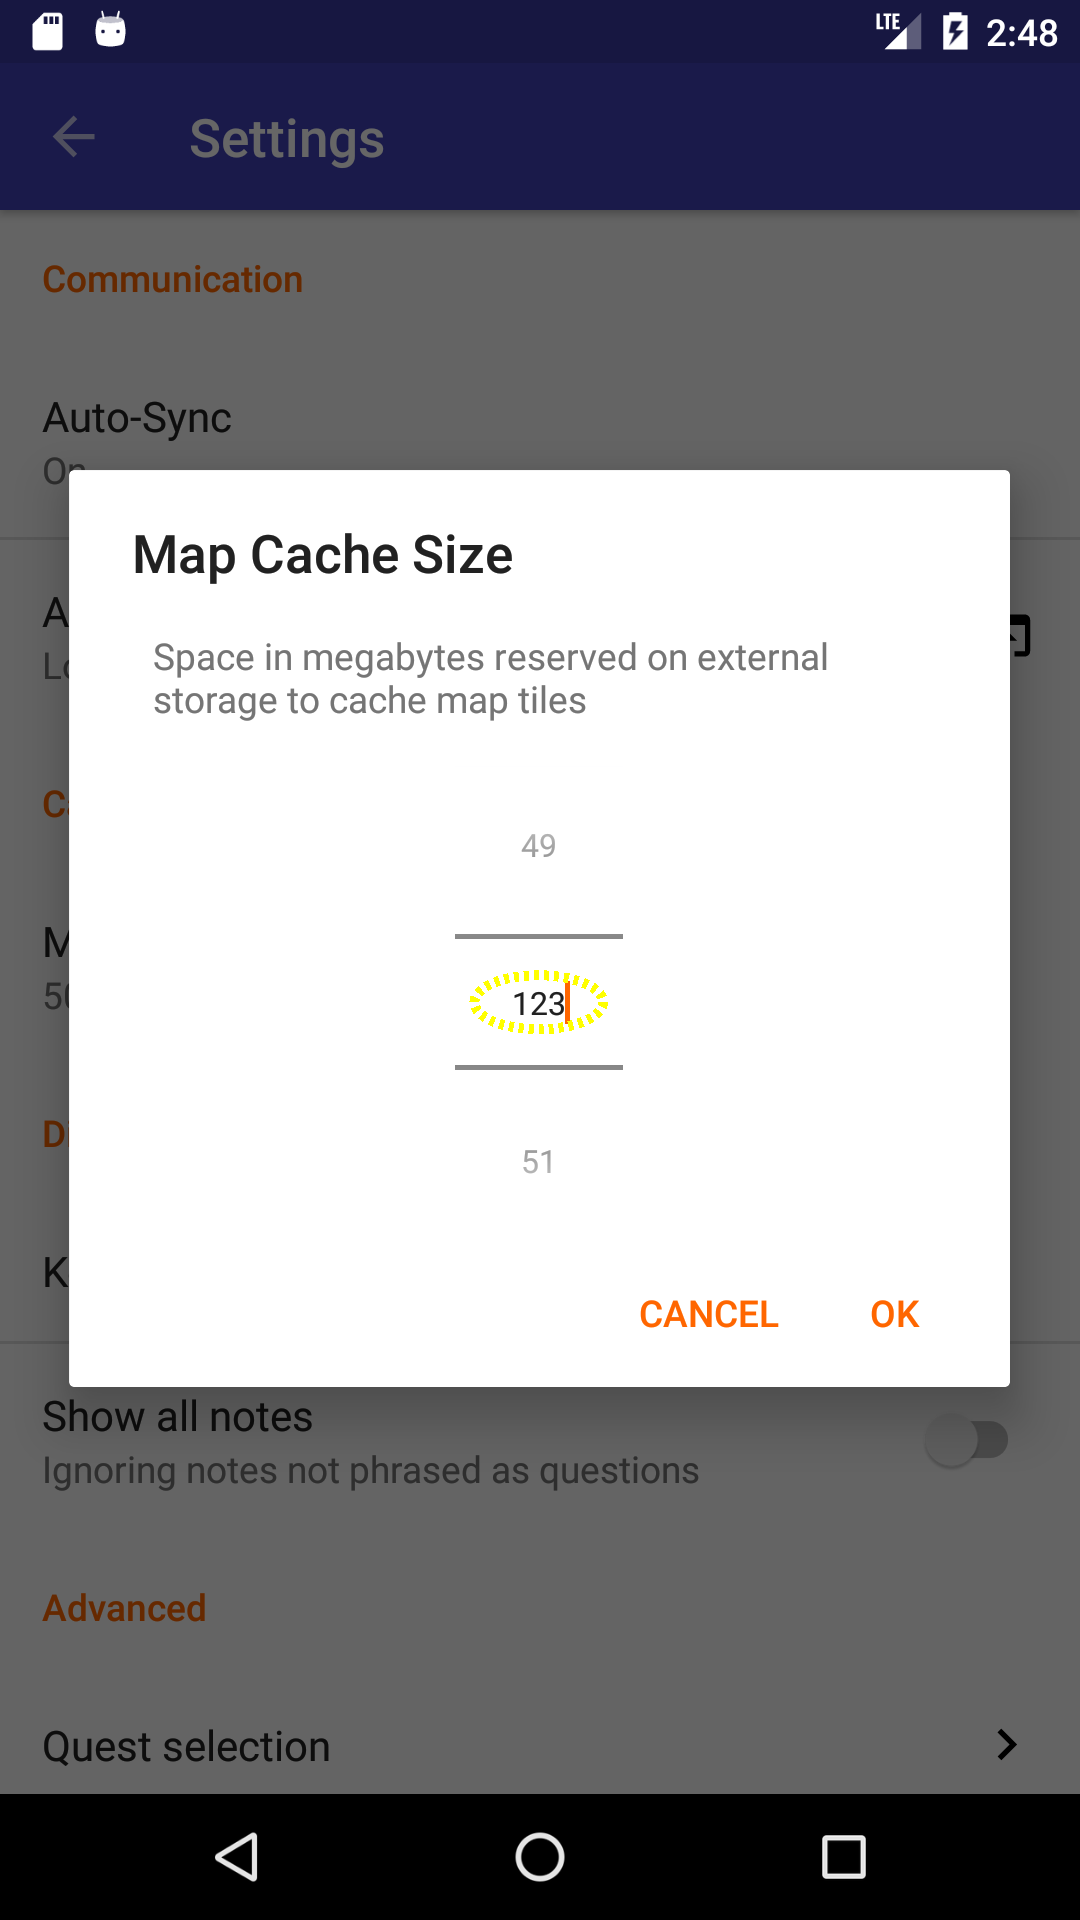 LTE 2:48
Settings
Communication
Auto-Sync
On
Map Cache Size
Space in megabytes reserved on external
storage to cache map tiles
49
123
51
CANCEL OK
Show all notes
Ignoring notes not phrased as questions
Advanced
Quest selection